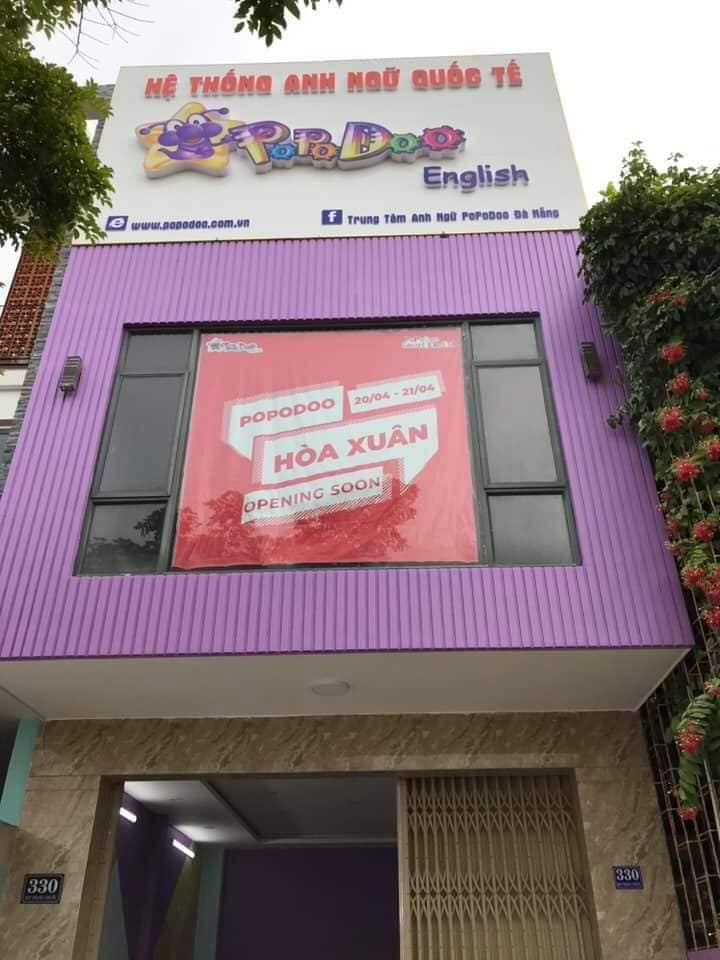 HỆ THỐNG ANH NGỮ QUỐC TẾ
POPODOO
English
www.popodoo.com.vn
Trung Tâm Anh Ngữ PoPoDoo Đà Nẵng
POPODOO
20/04 - 21/04
HÒA XUÂN
OPENING SOON
330
330